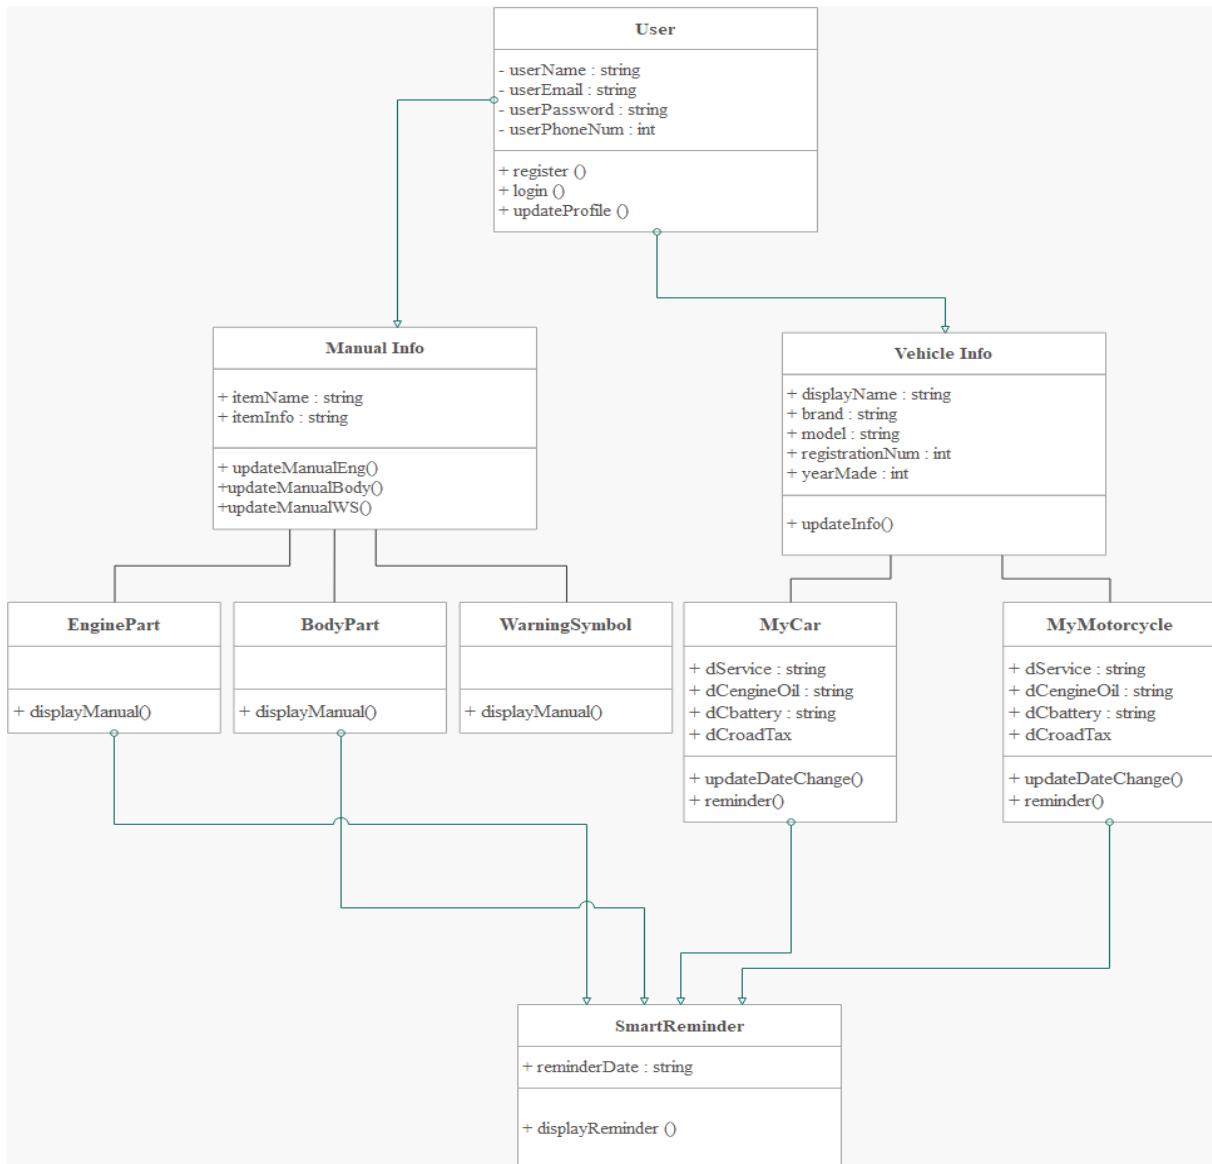 User
- userName : string
- userEmail : string
- userPassword : string
- userPhoneNum : int
+ register ()
+ login ()
+ updateProfile ()
Manual Info
+ itemName : string
+ itemInfo : string
+ updateManualEng()
+updateManualBody()
+updateManualWS()
Vehicle Info
+ displayName : string
+ brand : string
+ model : string
+ registrationNum : int
+ yearMade : int
+ updateInfo()
EnginePart
+ displayManual()
BodyPart
+ displayManual()
WarningSymbol
+ displayManual()
MyCar
+ dService : string
+ dCengineOil : string
+ dCbattery : string
+ dCroadTax
+ updateDateChange()
+ reminder()
MyMotorcycle
+ dService : string
+ dCengineOil : string
+ dCbattery : string
+ dCroadTax
+ updateDateChange()
+ reminder()
SmartReminder
+ reminderDate : string
+ displayReminder ()